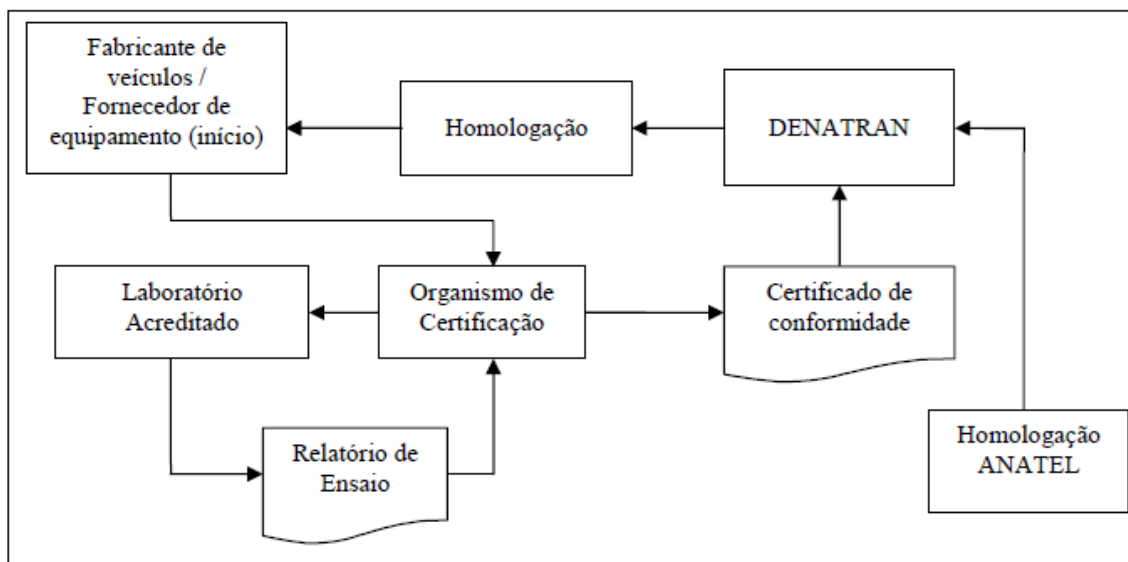 Fabricante de
veículos /
Fornecedor de
equipamento (início)
Homologação
DENATRAN
Laboratório
Acreditado
Organismo de
Certificação
Certificado de
conformidade
Relatório de
Ensaio
Homologação
ANATEL